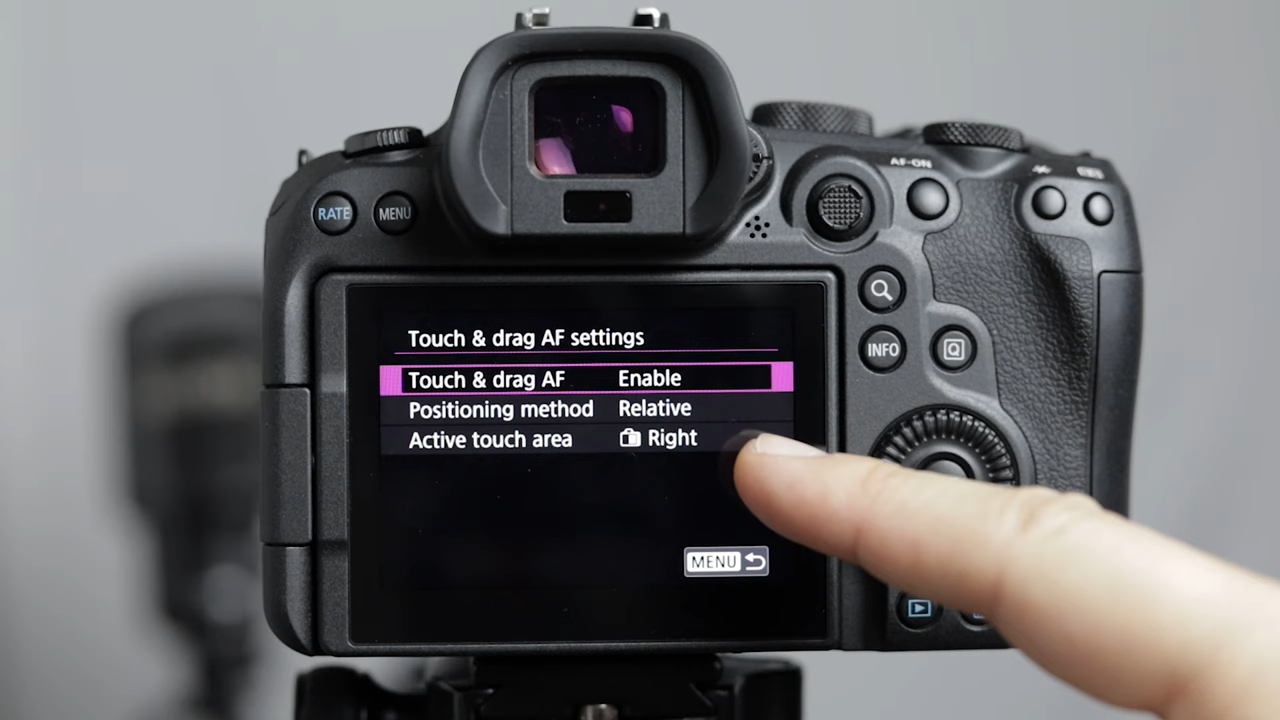 AF-ON
RATE
MENU
INFO
Q
Touch & drag AF settings
Touch & drag AF Enable
Positioning method Relative
Active touch area Right
MENU